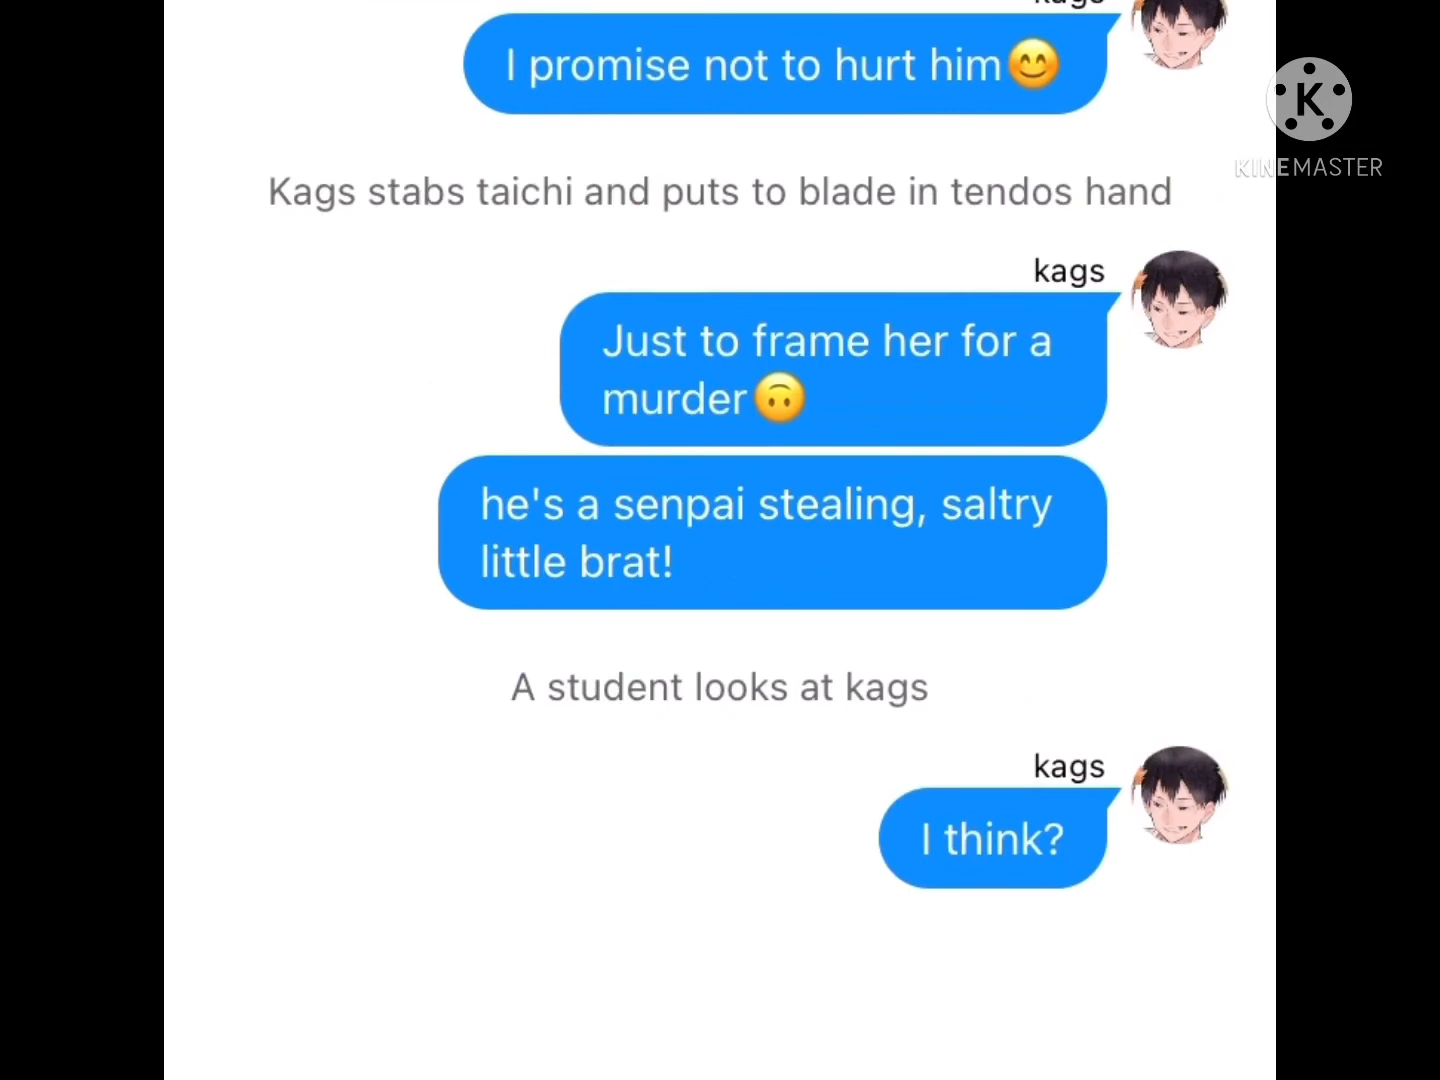 kags
I promise not to hurt him😊
K
KINEMASTER
Kags stabs taichi and puts to blade in tendos hand
kags
Just to frame her for a
murder🙃
he's a senpai stealing, saltry
little brat!
A student looks at kags
kags
I think?